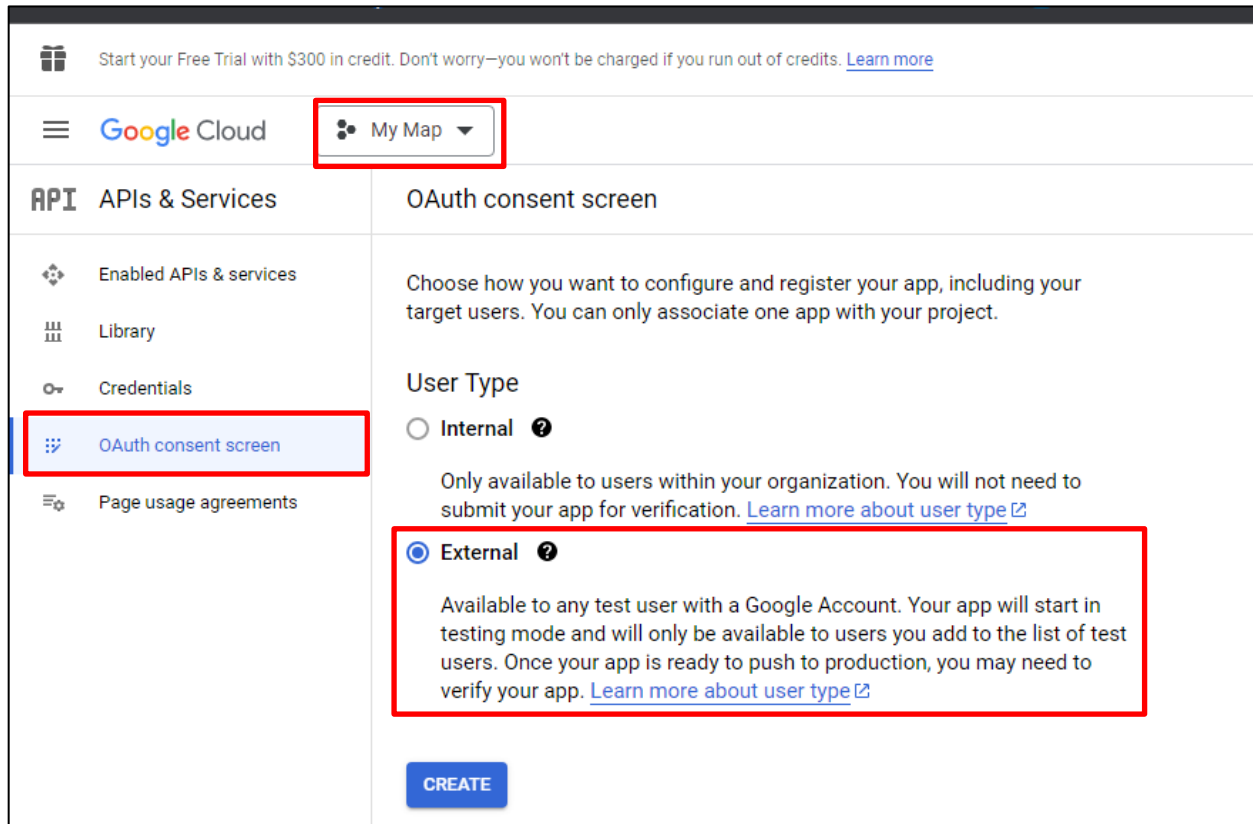 Start your Free Trial with $300 in credit. Don't worry—you won't be charged if you run out of credits. Learn more
Google Cloud
My Map
API APIs & Services
OAuth consent screen
Enabled APIs & services
Library
Credentials
OAuth consent screen
Page usage agreements
Choose how you want to configure and register your app, including your
target users. You can only associate one app with your project.
User Type
Internal
Only available to users within your organization. You will not need to
submit your app for verification. Learn more about user type
External
Available to any test user with a Google Account. Your app will start in
testing mode and will only be available to users you add to the list of test
users. Once your app is ready to push to production, you may need to
verify your app. Learn more about user type
CREATE